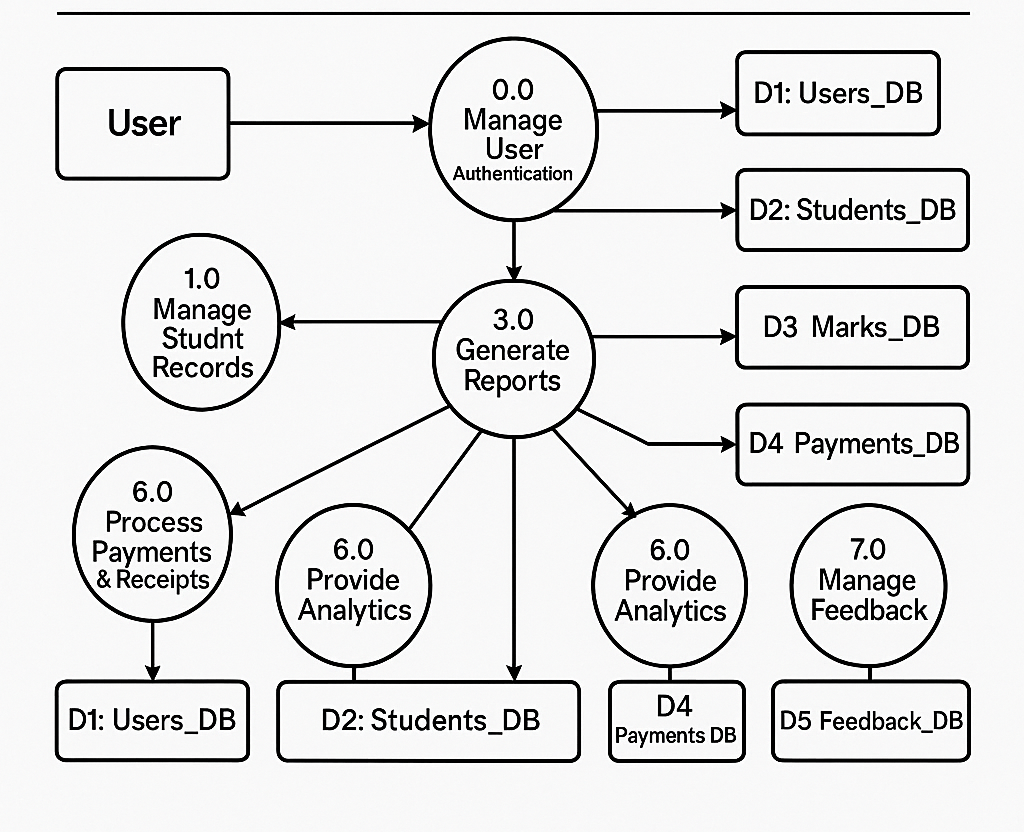 User
0.0
Manage
User
Authentication
D1: Users_DB
D2: Students_DB
1.0
Manage
Studnt
Records
3.0
Generate
Reports
D3 Marks_DB
D4 Payments_DB
6.0
Process
Payments
& Receipts
6.0
Provide
Analytics
6.0
Provide
Analytics
7.0
Manage
Feedback
D1: Users_DB
D2: Students_DB
D4
Payments DB
D5 Feedback_DB